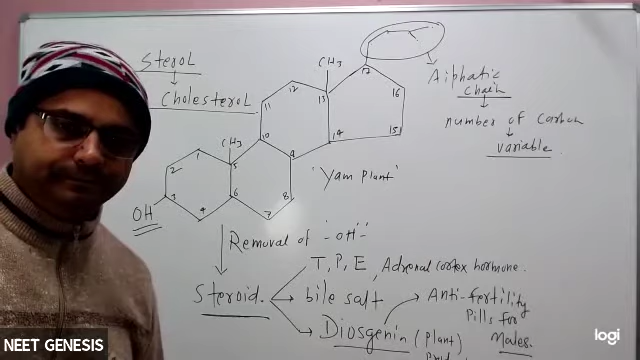 Sterol
Cholesterol
CH3
12
11
13
17
16
15
14
10
9
8
7
CH3
5
6
1
2
3
4
OH
Aiphatic
chain
number of Carbon
variable.
'Yam plant'
Removal of "-OH"-
Steroid.
T, P, E, Adrenal cortex hormone.
bile salt
Diosgenin (plant)
Anti-fertility
Pills for
Males.
NEET GENESIS
logi